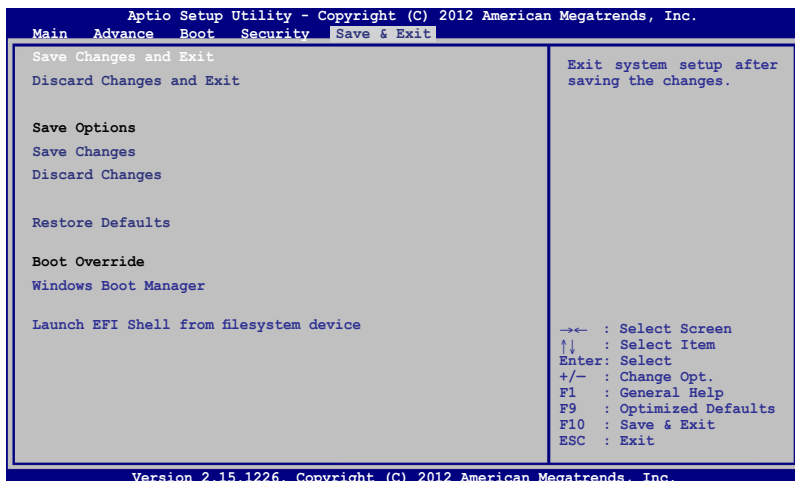 Aptio Setup Utility - Copyright (C) 2012 American Megatrends, Inc.
Main Advance Boot Security Save & Exit
Save Changes and Exit
Discard Changes and Exit
Save Options
Save Changes
Discard Changes
Restore Defaults
Boot Override
Windows Boot Manager
Launch EFI Shell from filesystem device
Exit system setup after
saving the changes.
→← : Select Screen
↑↓ : Select Item
Enter: Select
+/— : Change Opt.
F1 : General Help
F9 : Optimized Defaults
F10 : Save & Exit
ESC : Exit
Version 2.15.1226. Copyright (C) 2012 American Megatrends, Inc.